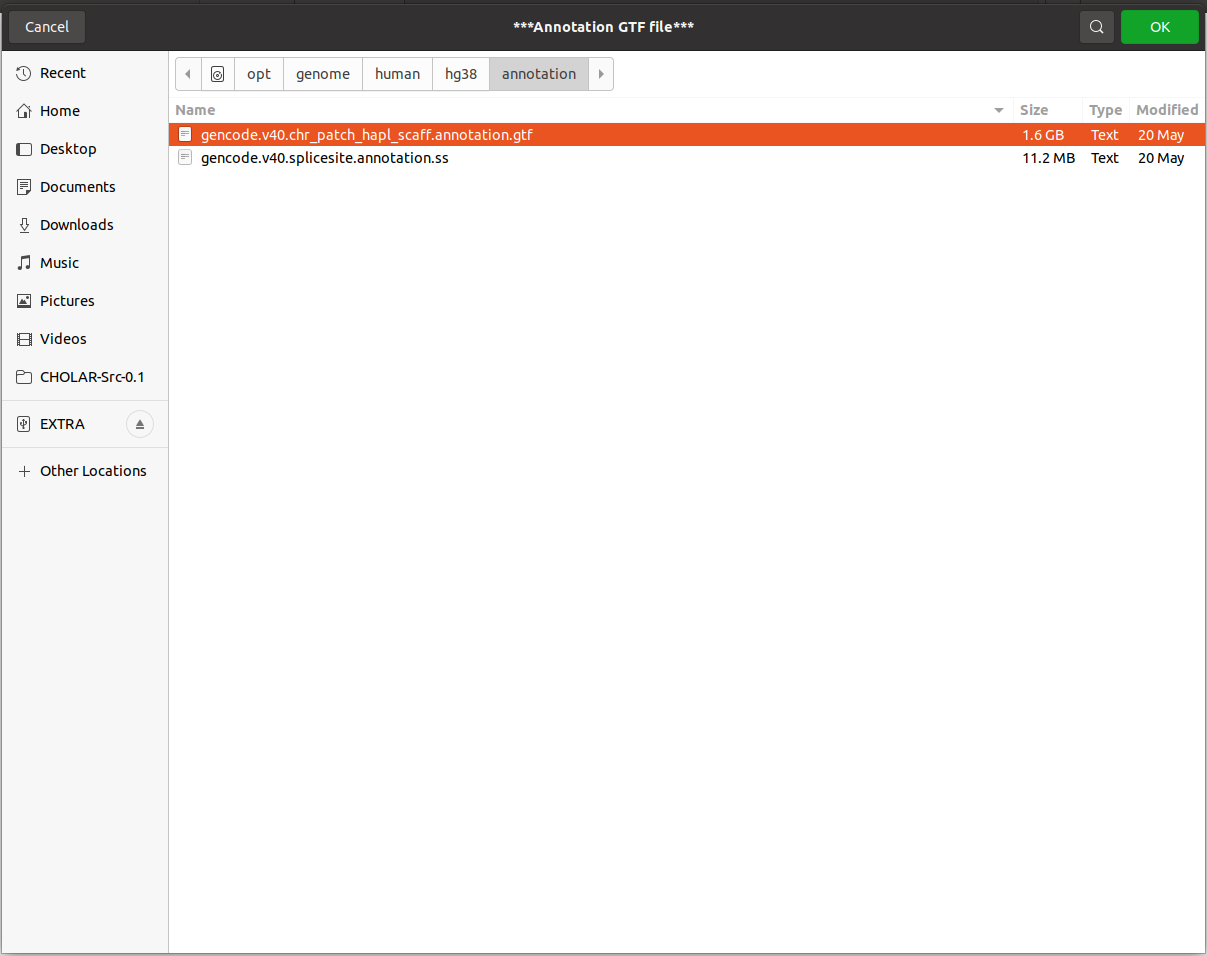 Cancel ***Annotation GTF file*** OK
Recent
Home
Desktop
Documents
Downloads
Music
Pictures
Videos
CHOLAR-Src-0.1
EXTRA
Other Locations
opt genome human hg38 annotation
Name Size Type Modified
gencode.v40.chr_patch_hapl_scaff.annotation.gtf 1.6 GB Text 20 May
gencode.v40.splicesite.annotation.ss 11.2 MB Text 20 May